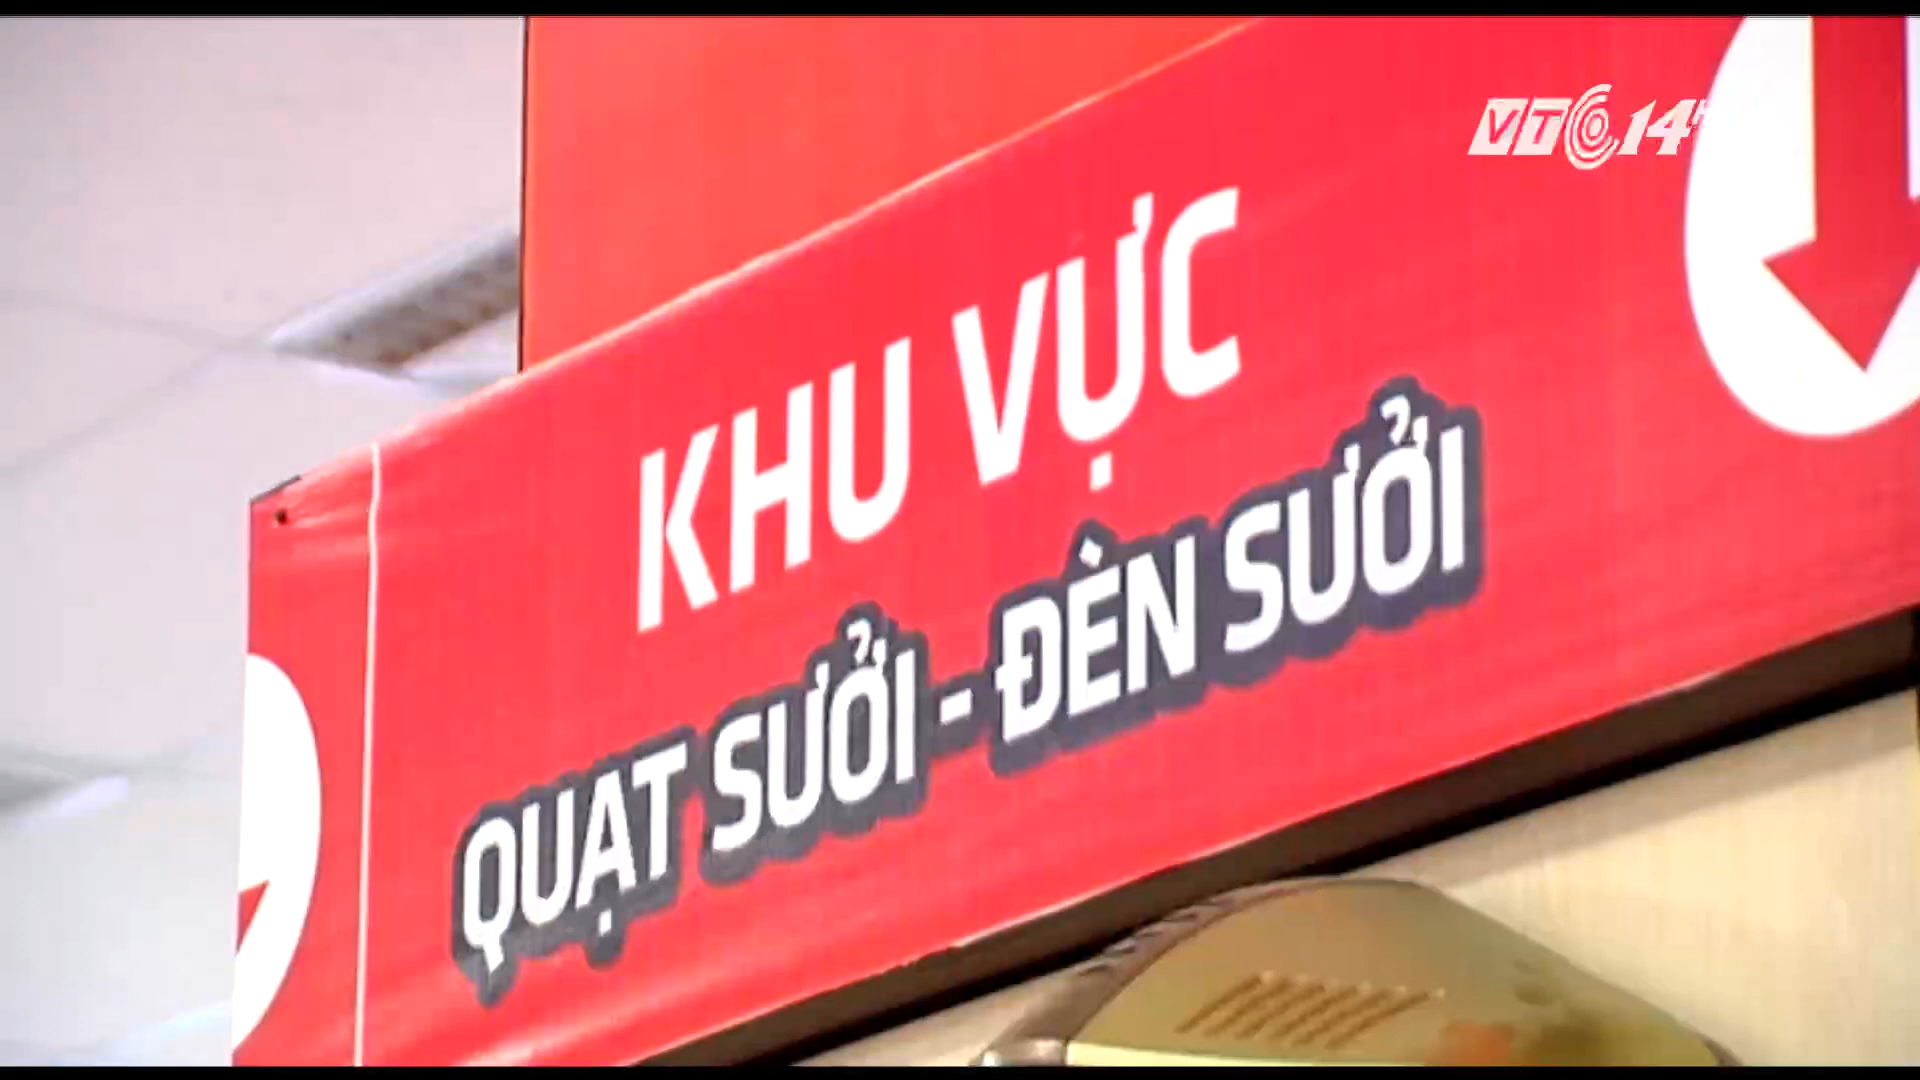 VTC14
KHU VỰC
QUẠT SƯỞI - ĐÈN SƯỞI